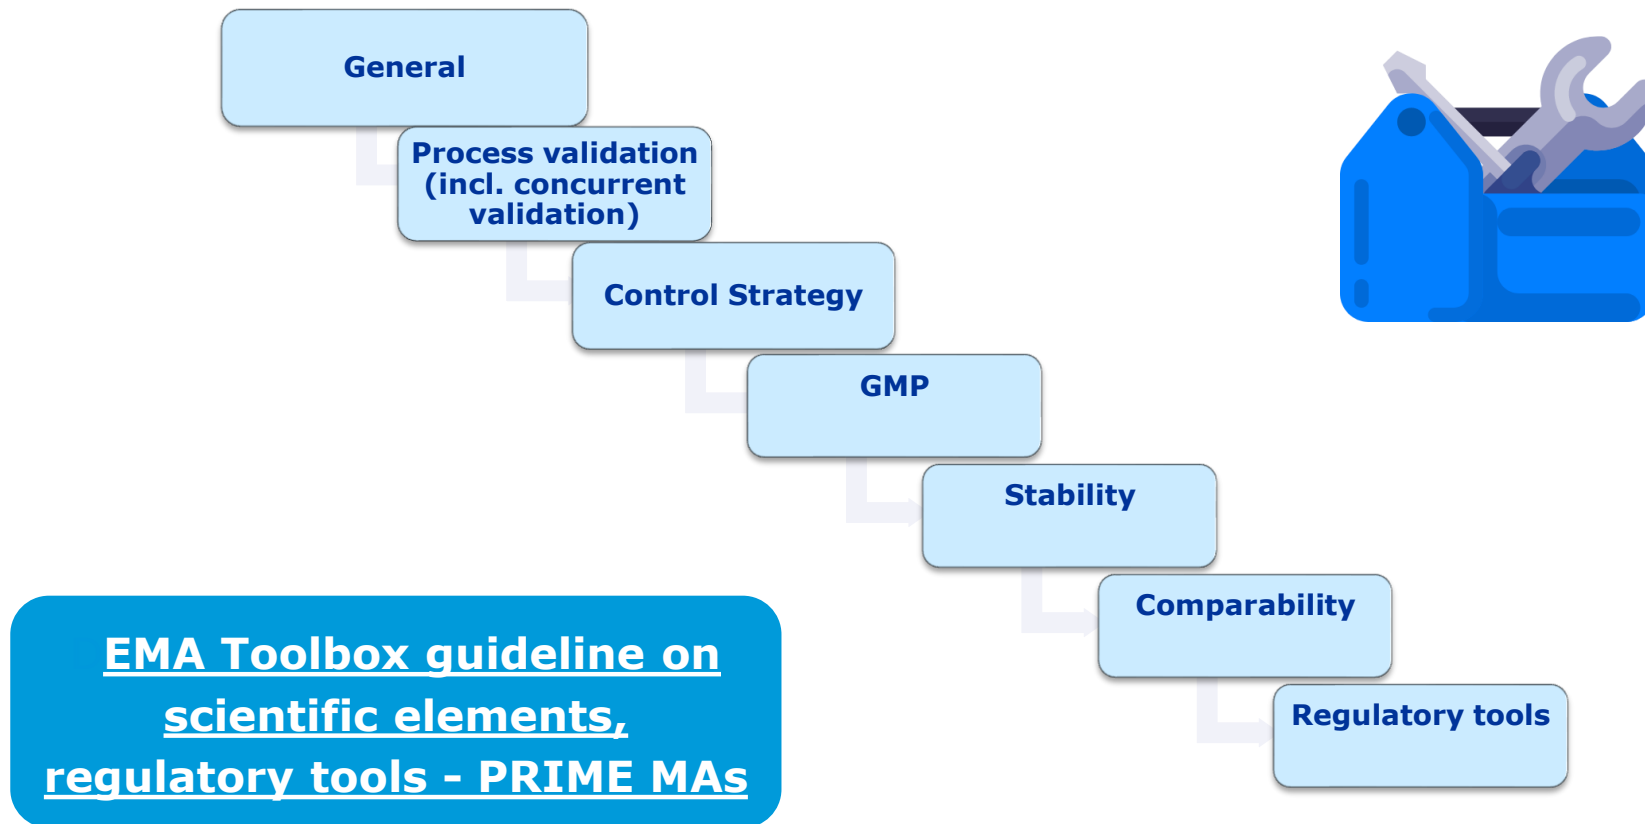 General
Process validation
(incl. concurrent
validation)
Control Strategy
GMP
Stability
Comparability
Regulatory tools
EMA Toolbox guideline on
scientific elements,
regulatory tools - PRIME MAs